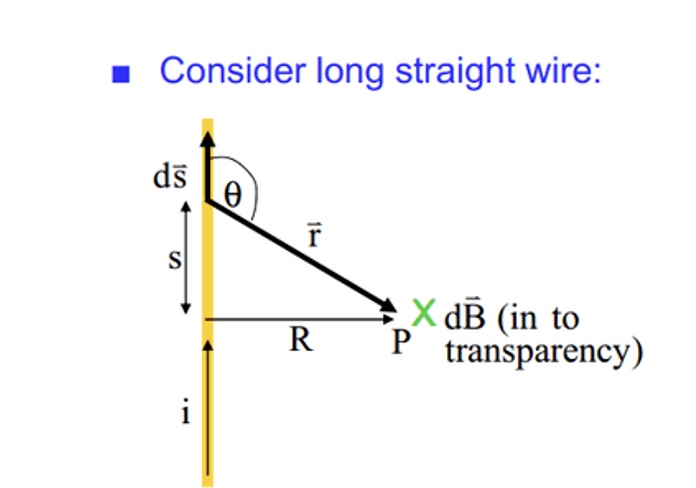 ■ Consider long straight wire:
ds̄
θ
r̄
s
R
P
X
dB̄ (in to
transparency)
i